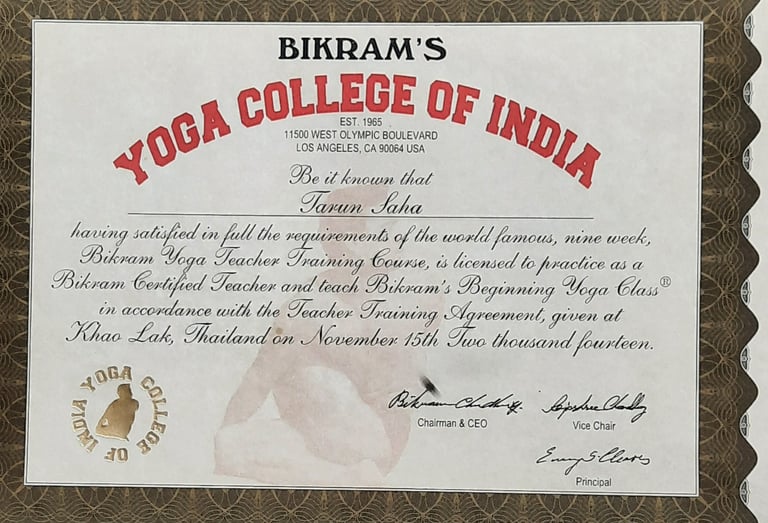 BIKRAM'S
YOGA COLLEGE OF INDIA
EST. 1965
11500 WEST OLYMPIC BOULEVARD
LOS ANGELES, CA 90064 USA
Be it known that
Tarun Saha
having satisfied in full the requirements of the world famous, nine week,
Bikram Yoga Teacher Training Course, is licensed to practice as a
Bikram Certified Teacher and teach Bikram's Beginning Yoga Class®
in accordance with the Teacher Training Agreement, given at
Khao Lak, Thailand on November 15th Two thousand fourteen.
YOGA COLLEGE OF INDIA
Chairman & CEO
Vice Chair
Principal